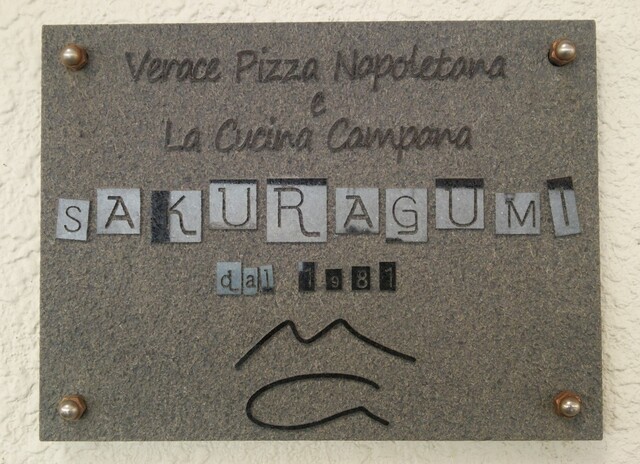 Verace Pizza Napoletana
e
La Cucina Campana
SAKURAGUMI
dal 1981